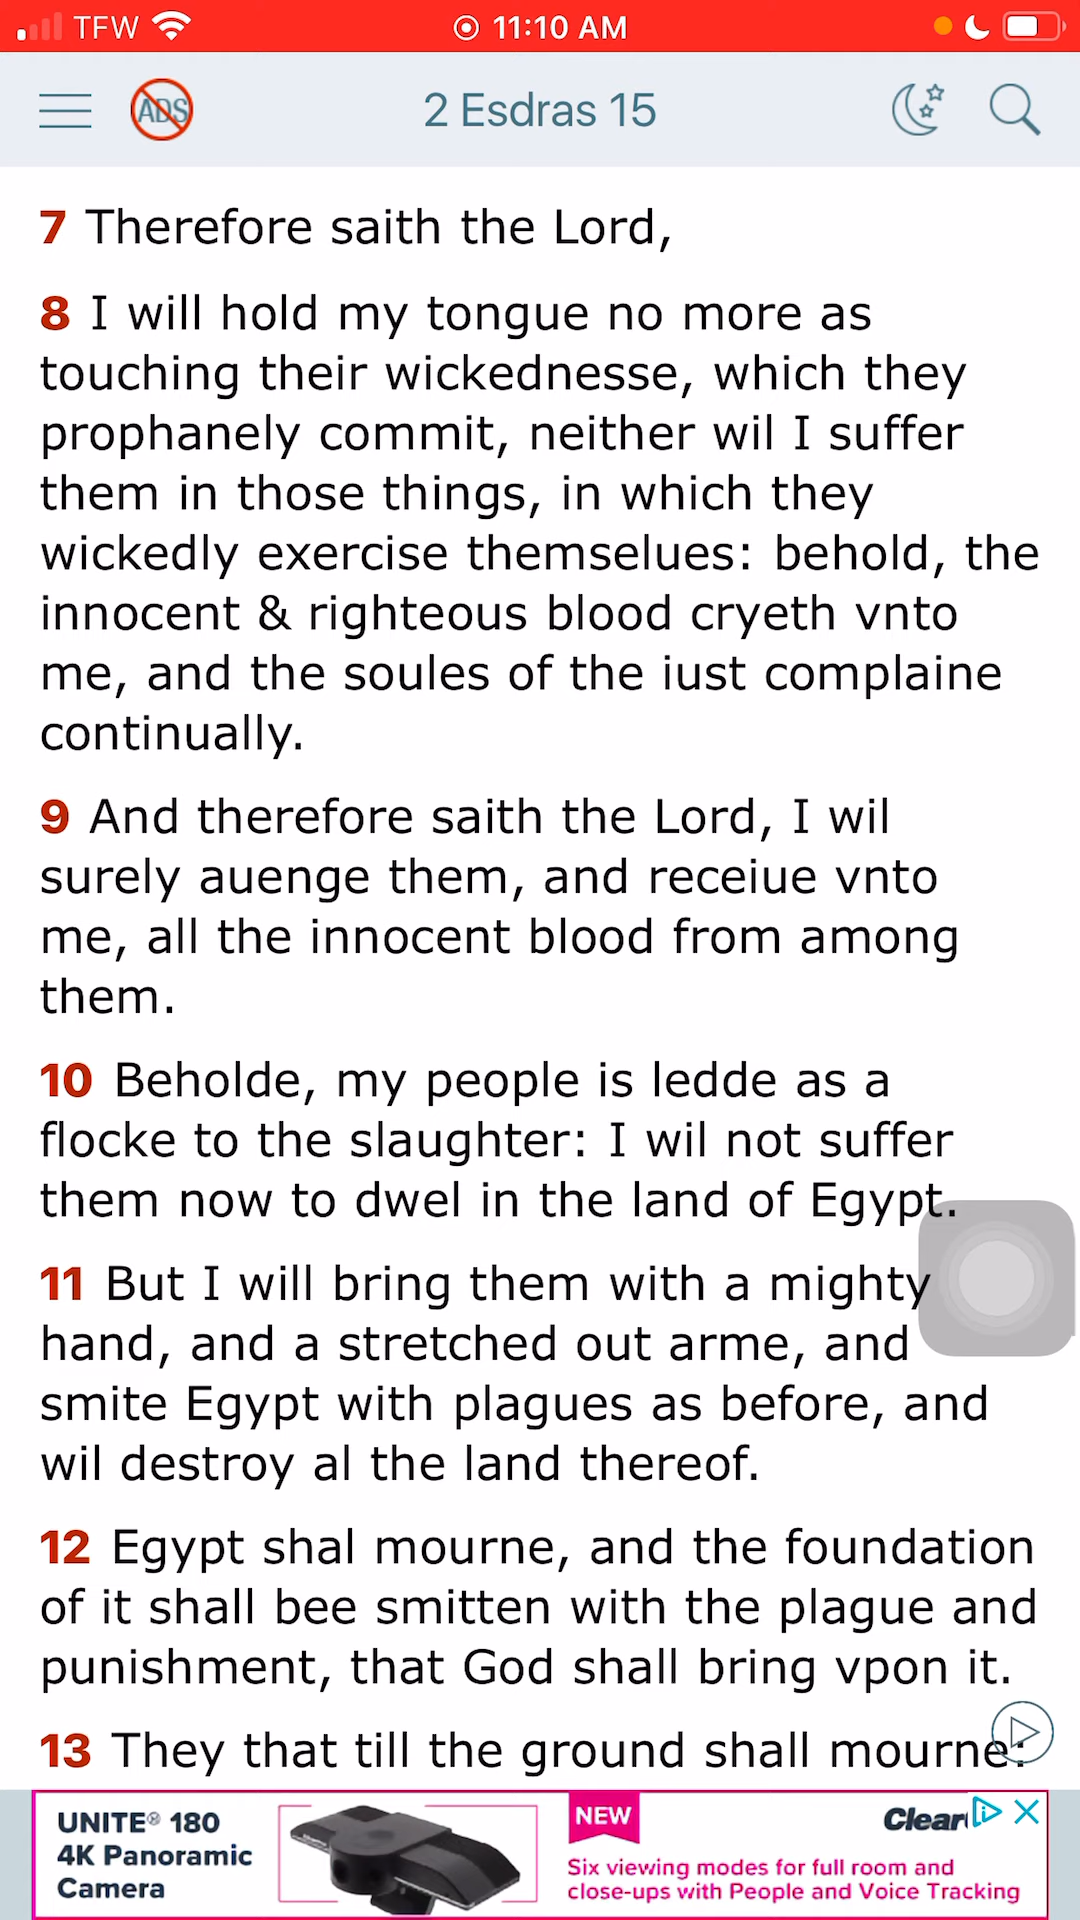 TFW 11:10 AM
ADS 2 Esdras 15
7 Therefore saith the Lord,
8 I will hold my tongue no more as
touching their wickednesse, which they
prophanely commit, neither wil I suffer
them in those things, in which they
wickedly exercise themselues: behold, the
innocent & righteous blood cryeth vnto
me, and the soules of the iust complaine
continually.
9 And therefore saith the Lord, I wil
surely auenge them, and receiue vnto
me, all the innocent blood from among
them.
10 Beholde, my people is ledde as a
flocke to the slaughter: I wil not suffer
them now to dwel in the land of Egypt.
11 But I will bring them with a mighty
hand, and a stretched out arme, and
smite Egypt with plagues as before, and
wil destroy al the land thereof.
12 Egypt shal mourne, and the foundation
of it shall bee smitten with the plague and
punishment, that God shall bring vpon it.
13 They that till the ground shall mourne:
UNITE® 180
4K Panoramic
Camera
NEW
Clear
Six viewing modes for full room and
close-ups with People and Voice Tracking